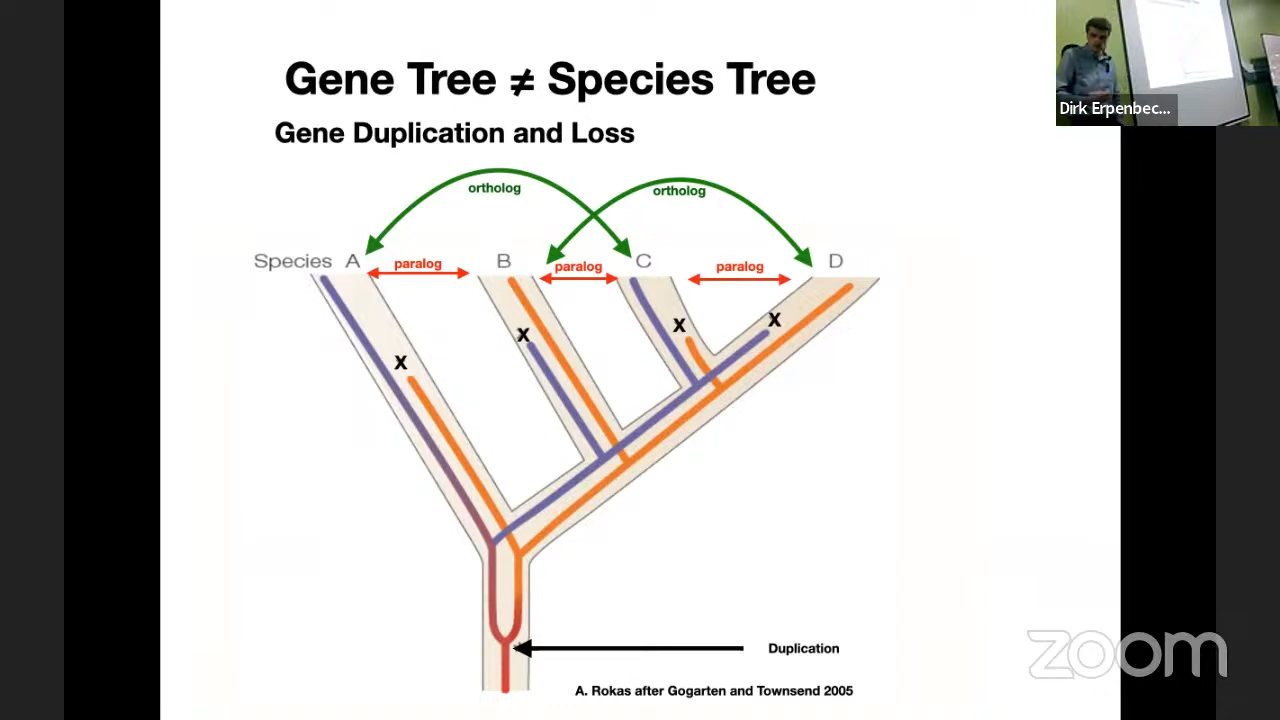 Gene Tree ≠ Species Tree
Dirk Erpenbec...
Gene Duplication and Loss
ortholog
ortholog
Species A B C D
paralog
paralog
paralog
X
X
X
X
Duplication
zoom
A. Rokas after Gogarten and Townsend 2005